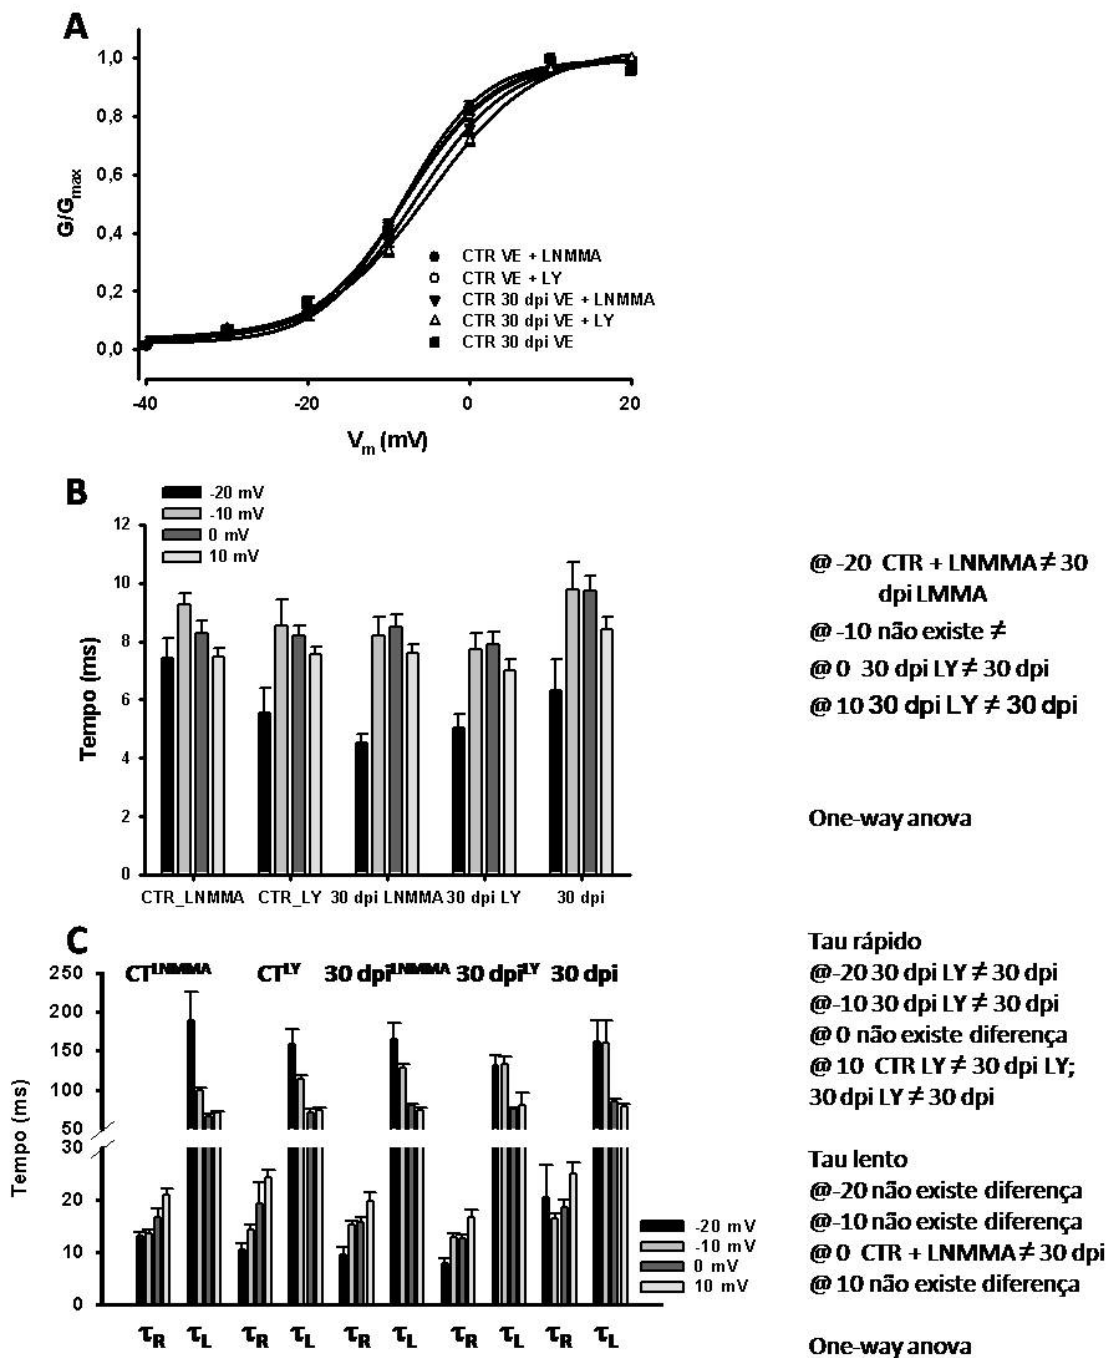 A
1,0
0,8
0,6
0,4
0,2
0,0
G/Gmax
CTR VE + LNMMA
CTR VE + LY
CTR 30 dpi VE + LNMMA
CTR 30 dpi VE + LY
CTR 30 dpi VE
-40 -20 0 20
Vm (mV)
B
-20 mV
-10 mV
0 mV
10 mV
12
10
8
6
4
2
0
Tempo (ms)
CTR_LNMMA CTR_LY 30 dpi LNMMA 30 dpi LY 30 dpi
@ -20 CTR + LNMMA ≠ 30
dpi LMMA
@ -10 não existe ≠
@ 0 30 dpi LY ≠ 30 dpi
@ 10 30 dpi LY ≠ 30 dpi
One-way anova
C
CT LNMMA CT LY 30 dpi LNMMA 30 dpi LY 30 dpi
250
200
150
100
50
30
20
10
0
Tempo (ms)
τR τL τR τL τR τL τR τL τR τL
-20 mV
-10 mV
0 mV
10 mV
Tau rápido
@-20 30 dpi LY ≠ 30 dpi
@-10 30 dpi LY ≠ 30 dpi
@ 0 não existe diferença
@ 10 CTR LY ≠ 30 dpi LY;
30 dpi LY ≠ 30 dpi
Tau lento
@-20 não existe diferença
@-10 não existe diferença
@ 0 CTR + LNMMA ≠ 30 dpi
@ 10 não existe diferença
One-way anova